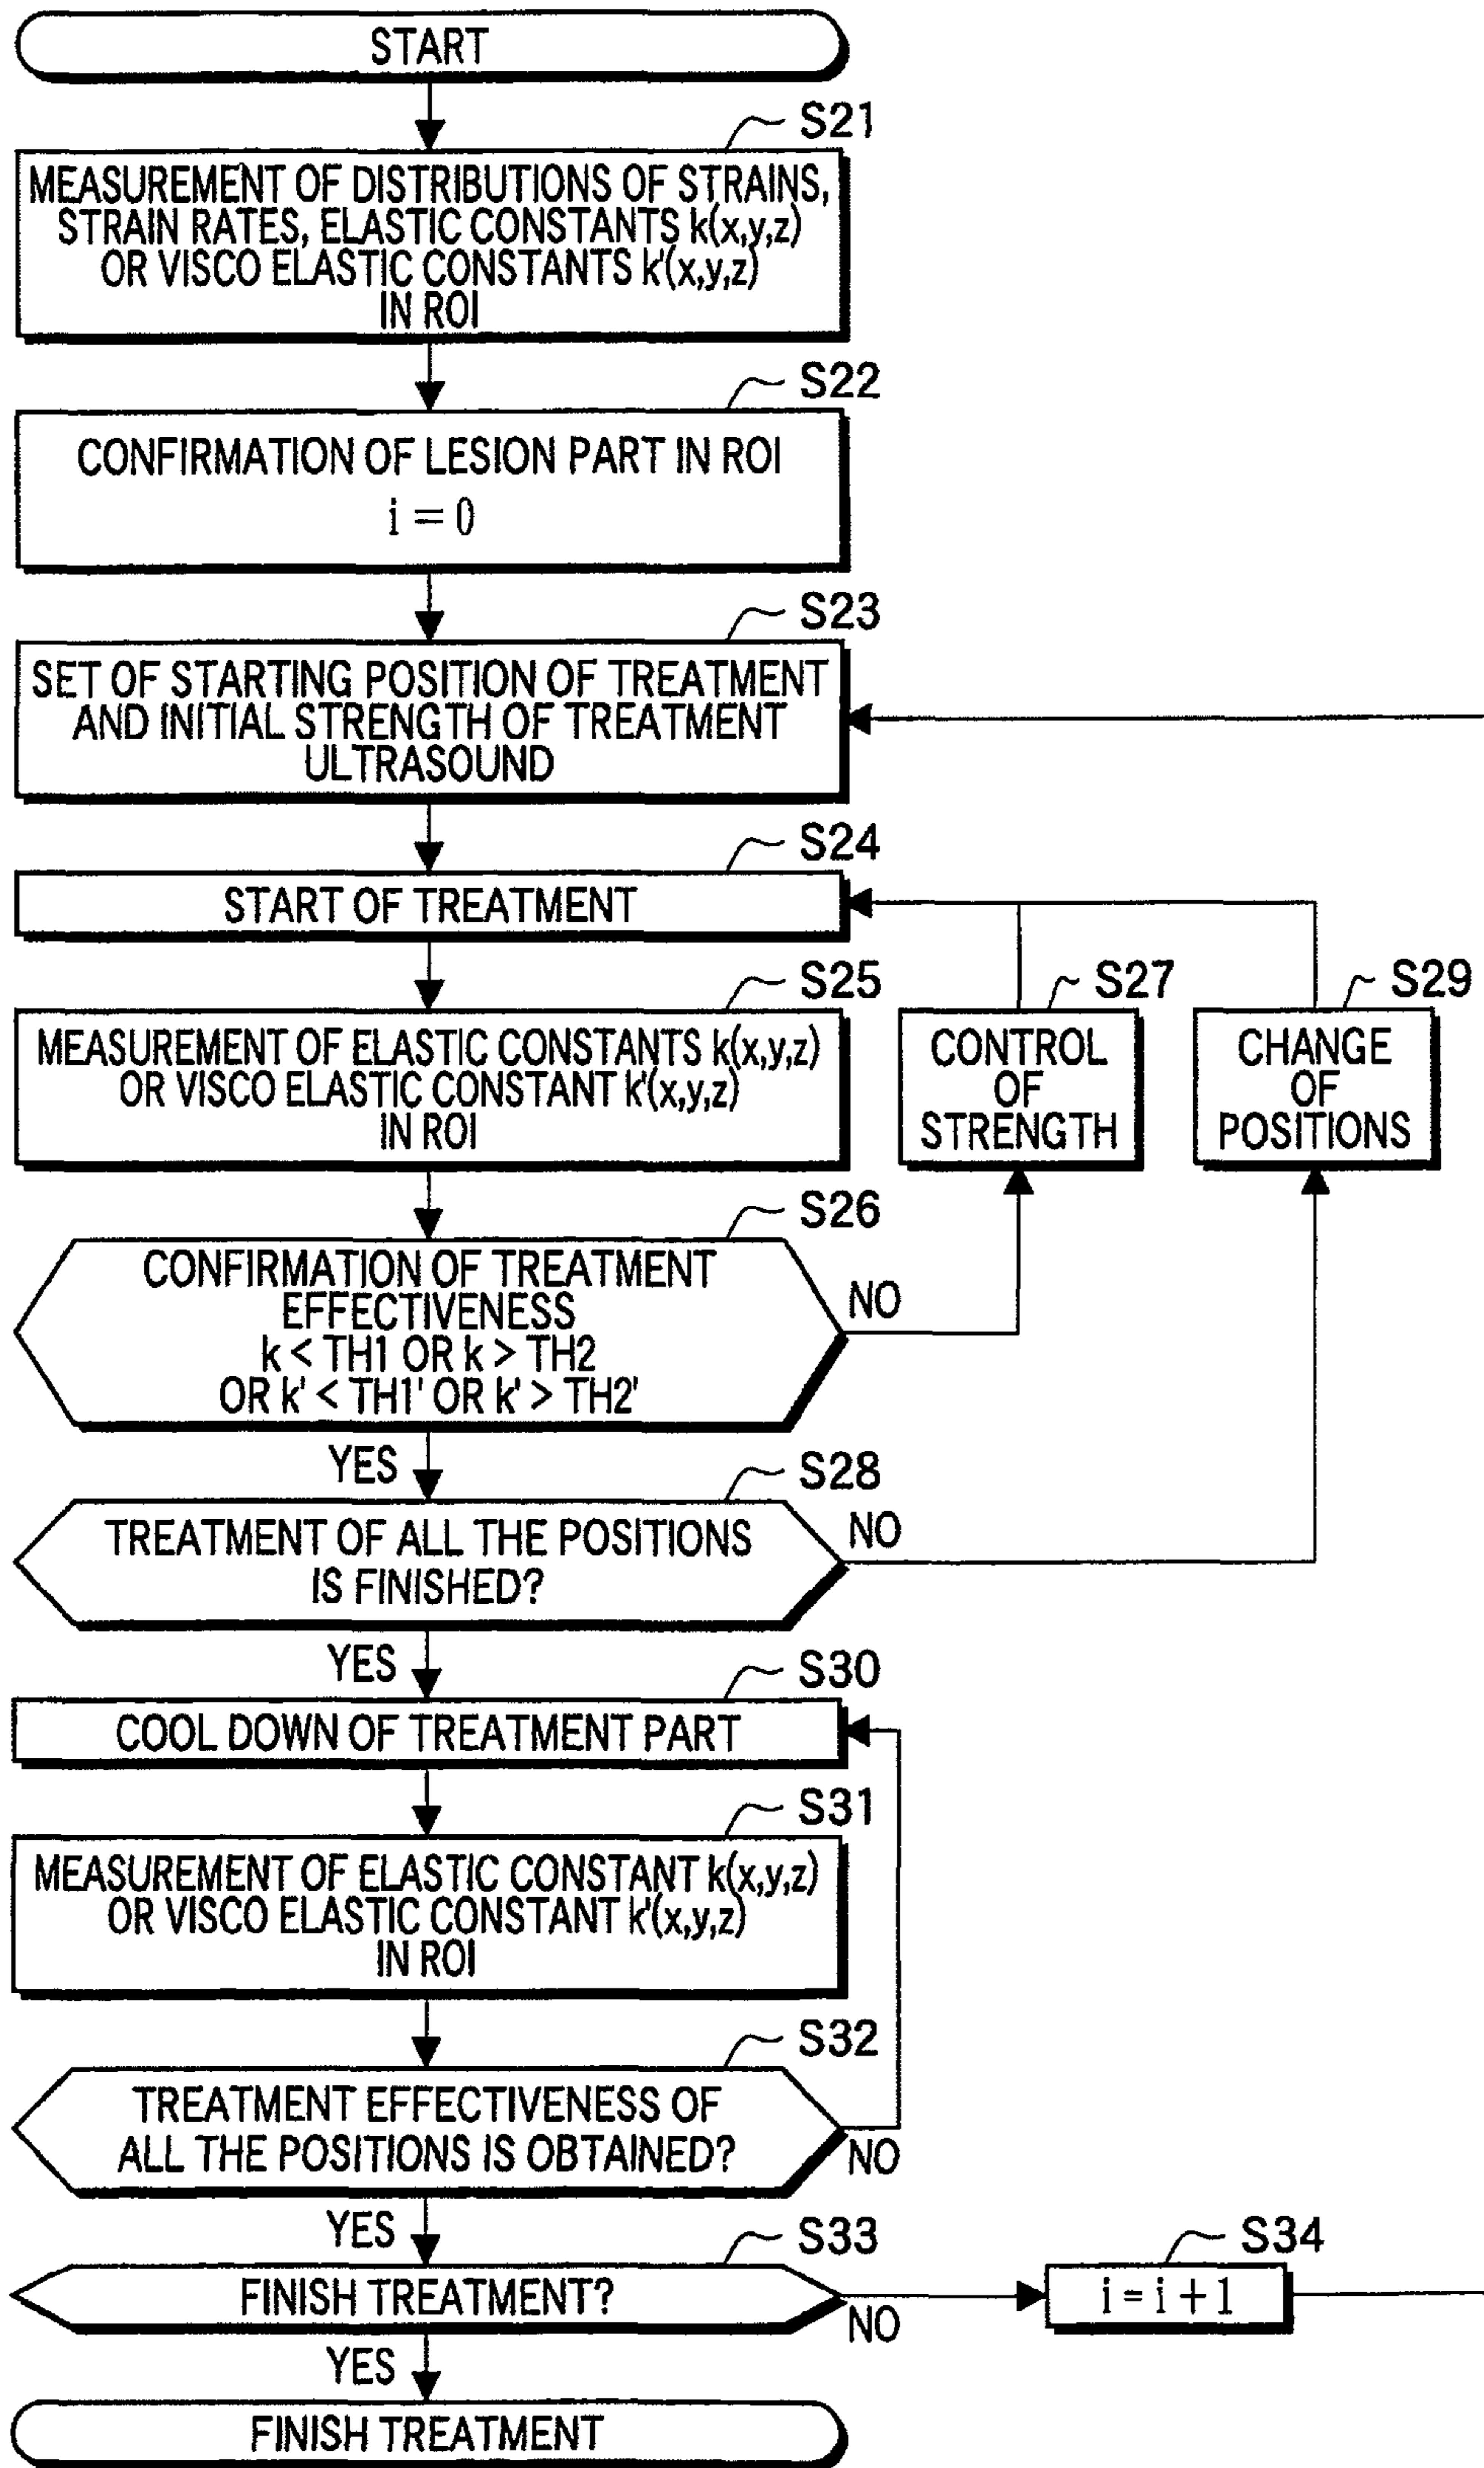 START
S21
MEASUREMENT OF DISTRIBUTIONS OF STRAINS,
STRAIN RATES, ELASTIC CONSTANTS k(x,y,z)
OR VISCO ELASTIC CONSTANTS k'(x,y,z)
IN ROI
S22
CONFIRMATION OF LESION PART IN ROI
i = 0
S23
SET OF STARTING POSITION OF TREATMENT
AND INITIAL STRENGTH OF TREATMENT
ULTRASOUND
S24
START OF TREATMENT
S25
MEASUREMENT OF ELASTIC CONSTANTS k(x,y,z)
OR VISCO ELASTIC CONSTANT k'(x,y,z)
IN ROI
S27
CONTROL
OF
STRENGTH
S29
CHANGE
OF
POSITIONS
S26
CONFIRMATION OF TREATMENT
EFFECTIVENESS
k < TH1 OR k > TH2
OR k' < TH1' OR k' > TH2'
NO
YES
S28
TREATMENT OF ALL THE POSITIONS
IS FINISHED?
NO
YES
S30
COOL DOWN OF TREATMENT PART
S31
MEASUREMENT OF ELASTIC CONSTANT k(x,y,z)
OR VISCO ELASTIC CONSTANT k'(x,y,z)
IN ROI
S32
TREATMENT EFFECTIVENESS OF
ALL THE POSITIONS IS OBTAINED?
NO
YES
S33
FINISH TREATMENT?
NO
S34
i = i + 1
YES
FINISH TREATMENT